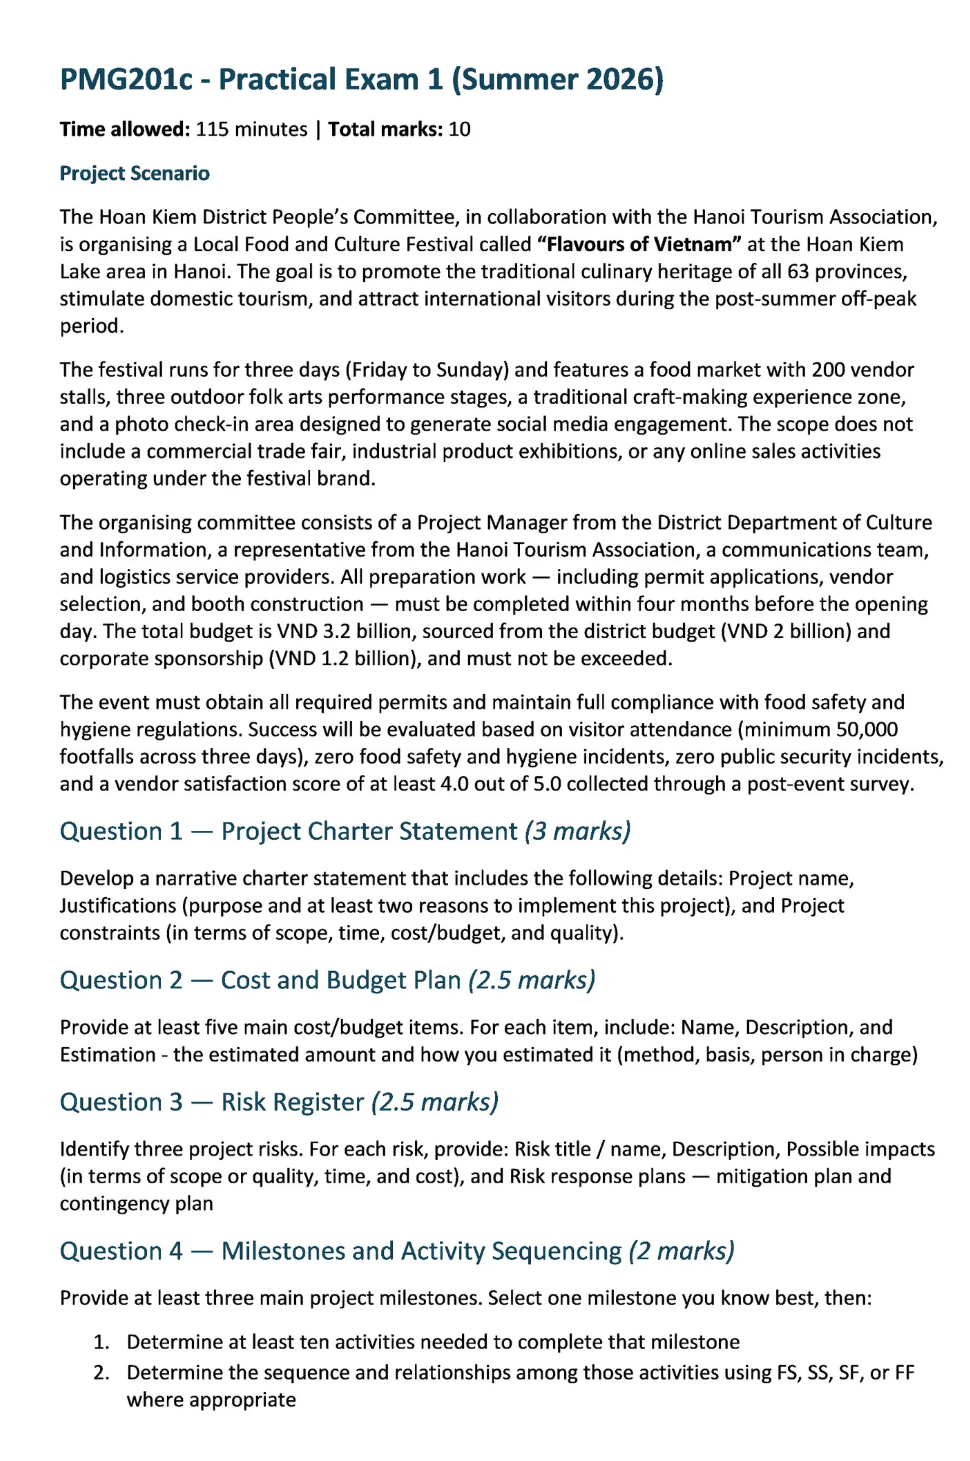 PMG201c - Practical Exam 1 (Summer 2026)
Time allowed: 115 minutes | Total marks: 10
Project Scenario
The Hoan Kiem District People’s Committee, in collaboration with the Hanoi Tourism Association,
is organising a Local Food and Culture Festival called “Flavours of Vietnam” at the Hoan Kiem
Lake area in Hanoi. The goal is to promote the traditional culinary heritage of all 63 provinces,
stimulate domestic tourism, and attract international visitors during the post-summer off-peak
period.
The festival runs for three days (Friday to Sunday) and features a food market with 200 vendor
stalls, three outdoor folk arts performance stages, a traditional craft-making experience zone,
and a photo check-in area designed to generate social media engagement. The scope does not
include a commercial trade fair, industrial product exhibitions, or any online sales activities
operating under the festival brand.
The organising committee consists of a Project Manager from the District Department of Culture
and Information, a representative from the Hanoi Tourism Association, a communications team,
and logistics service providers. All preparation work — including permit applications, vendor
selection, and booth construction — must be completed within four months before the opening
day. The total budget is VND 3.2 billion, sourced from the district budget (VND 2 billion) and
corporate sponsorship (VND 1.2 billion), and must not be exceeded.
The event must obtain all required permits and maintain full compliance with food safety and
hygiene regulations. Success will be evaluated based on visitor attendance (minimum 50,000
footfalls across three days), zero food safety and hygiene incidents, zero public security incidents,
and a vendor satisfaction score of at least 4.0 out of 5.0 collected through a post-event survey.
Question 1 — Project Charter Statement (3 marks)
Develop a narrative charter statement that includes the following details: Project name,
Justifications (purpose and at least two reasons to implement this project), and Project
constraints (in terms of scope, time, cost/budget, and quality).
Question 2 — Cost and Budget Plan (2.5 marks)
Provide at least five main cost/budget items. For each item, include: Name, Description, and
Estimation - the estimated amount and how you estimated it (method, basis, person in charge)
Question 3 — Risk Register (2.5 marks)
Identify three project risks. For each risk, provide: Risk title / name, Description, Possible impacts
(in terms of scope or quality, time, and cost), and Risk response plans — mitigation plan and
contingency plan
Question 4 — Milestones and Activity Sequencing (2 marks)
Provide at least three main project milestones. Select one milestone you know best, then:
1. Determine at least ten activities needed to complete that milestone
2. Determine the sequence and relationships among those activities using FS, SS, SF, or FF
where appropriate